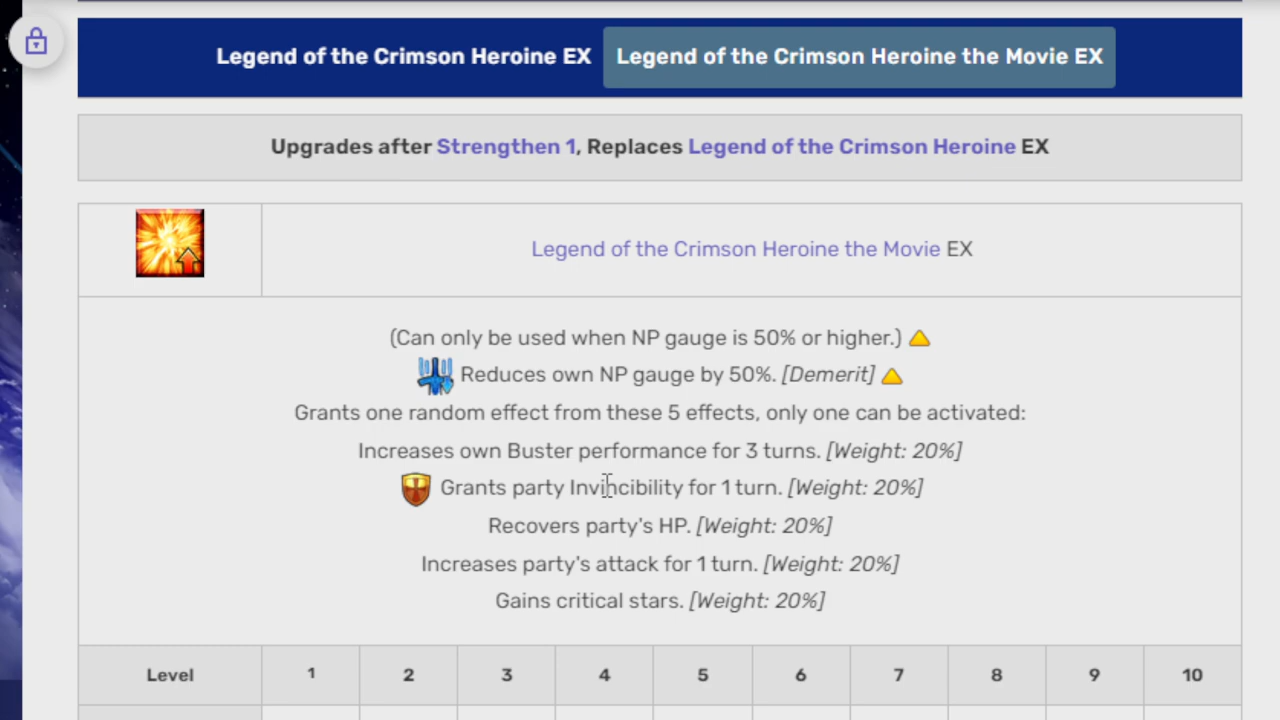 Legend of the Crimson Heroine EX Legend of the Crimson Heroine the Movie EX
Upgrades after Strengthen 1, Replaces Legend of the Crimson Heroine EX
Legend of the Crimson Heroine the Movie EX
(Can only be used when NP gauge is 50% or higher.)
Reduces own NP gauge by 50%. [Demerit]
Grants one random effect from these 5 effects, only one can be activated:
Increases own Buster performance for 3 turns. [Weight: 20%]
Grants party Invincibility for 1 turn. [Weight: 20%]
Recovers party's HP. [Weight: 20%]
Increases party's attack for 1 turn. [Weight: 20%]
Gains critical stars. [Weight: 20%]
Level 1 2 3 4 5 6 7 8 9 10